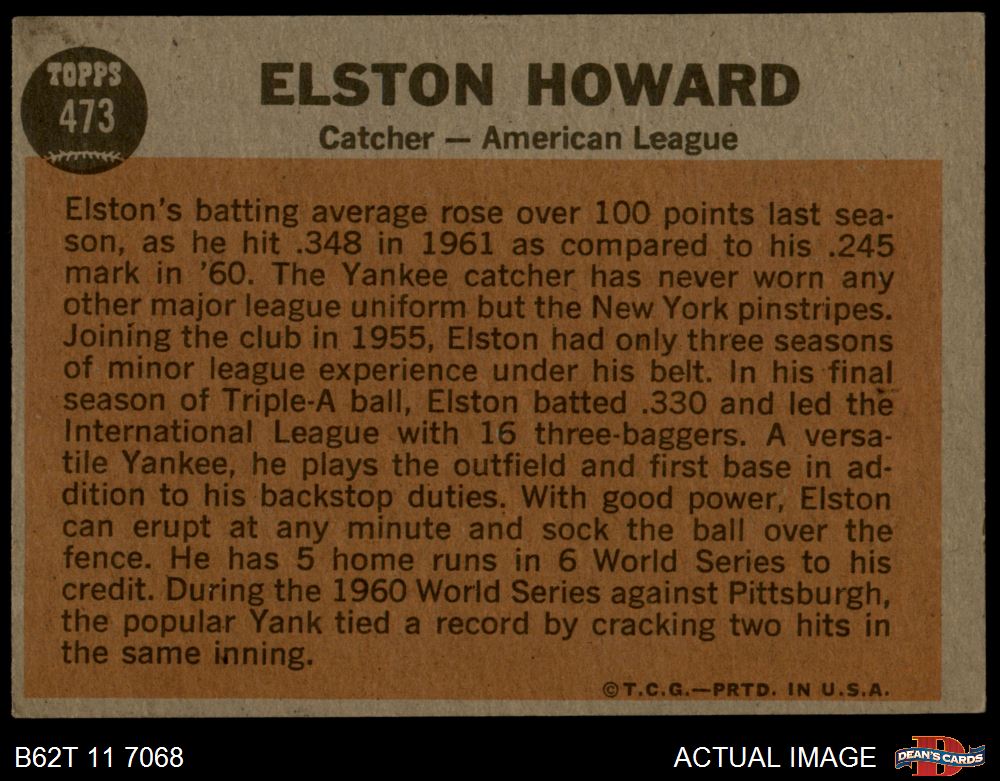 TOPPS
473
ELSTON HOWARD
Catcher — American League
Elston's batting average rose over 100 points last sea-
son, as he hit .348 in 1961 as compared to his .245
mark in '60. The Yankee catcher has never worn any
other major league uniform but the New York pinstripes.
Joining the club in 1955, Elston had only three seasons
of minor league experience under his belt. In his final
season of Triple-A ball, Elston batted .330 and led the
International League with 16 three-baggers. A versa-
tile Yankee, he plays the outfield and first base in ad-
dition to his backstop duties. With good power, Elston
can erupt at any minute and sock the ball over the
fence. He has 5 home runs in 6 World Series to his
credit. During the 1960 World Series against Pittsburgh,
the popular Yank tied a record by cracking two hits in
the same inning.
©T.C.G.—PRTD. IN U.S.A.
B62T 11 7068
ACTUAL IMAGE
D
DEAN'S CARDS